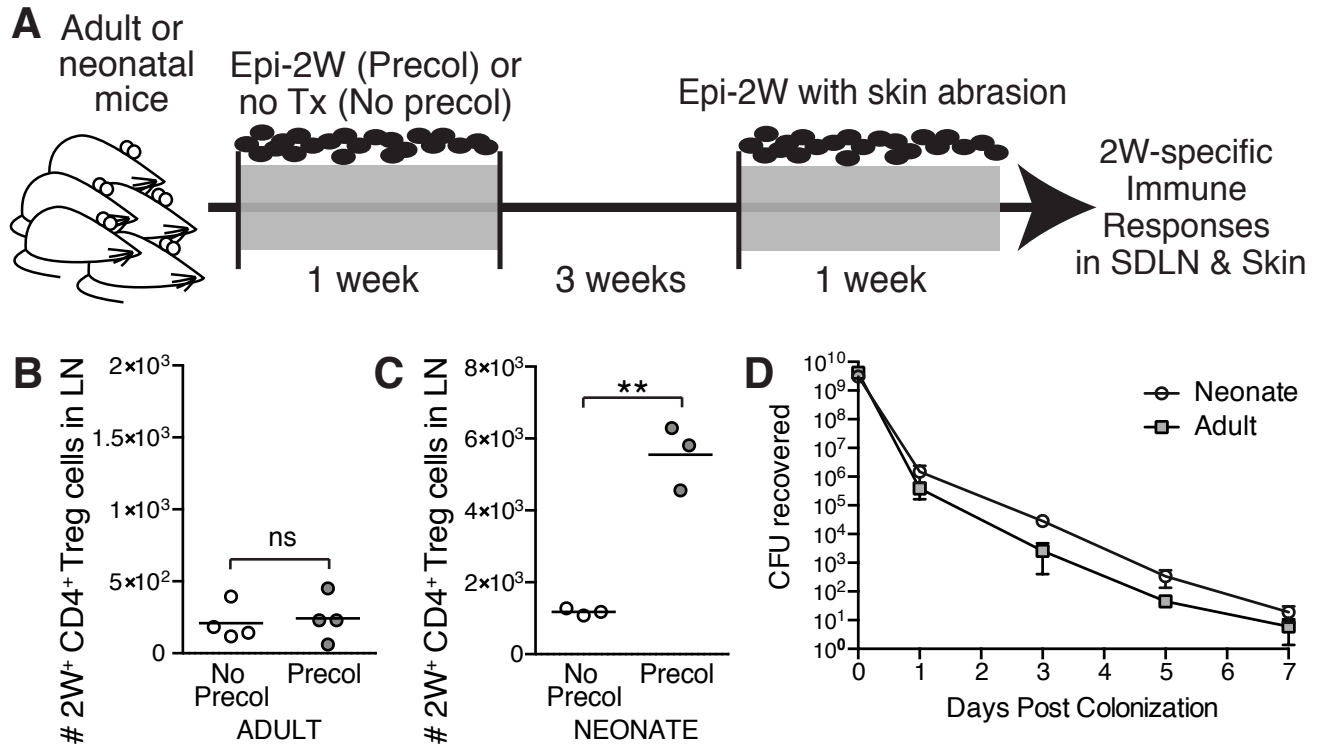 A
Adult or
neonatal
mice
Epi-2W (Precol) or
no Tx (No precol)
Epi-2W with skin abrasion
2W-specific
Immune
Responses
in SDLN & Skin
1 week
3 weeks
1 week
B
# 2W⁺ CD4⁺Treg cells in LN
2×10³
1.5×10³
1×10³
5×10²
0
ns
No
Precol
Precol
ADULT
C
# 2W⁺ CD4⁺Treg cells in LN
8×10³
6×10³
4×10³
2×10³
0
**
No
Precol
Precol
NEONATE
D
CFU recovered
10¹⁰
10⁹
10⁸
10⁷
10⁶
10⁵
10⁴
10³
10²
10¹
10⁰
Neonate
Adult
0 1 2 3 4 5 6 7
Days Post Colonization